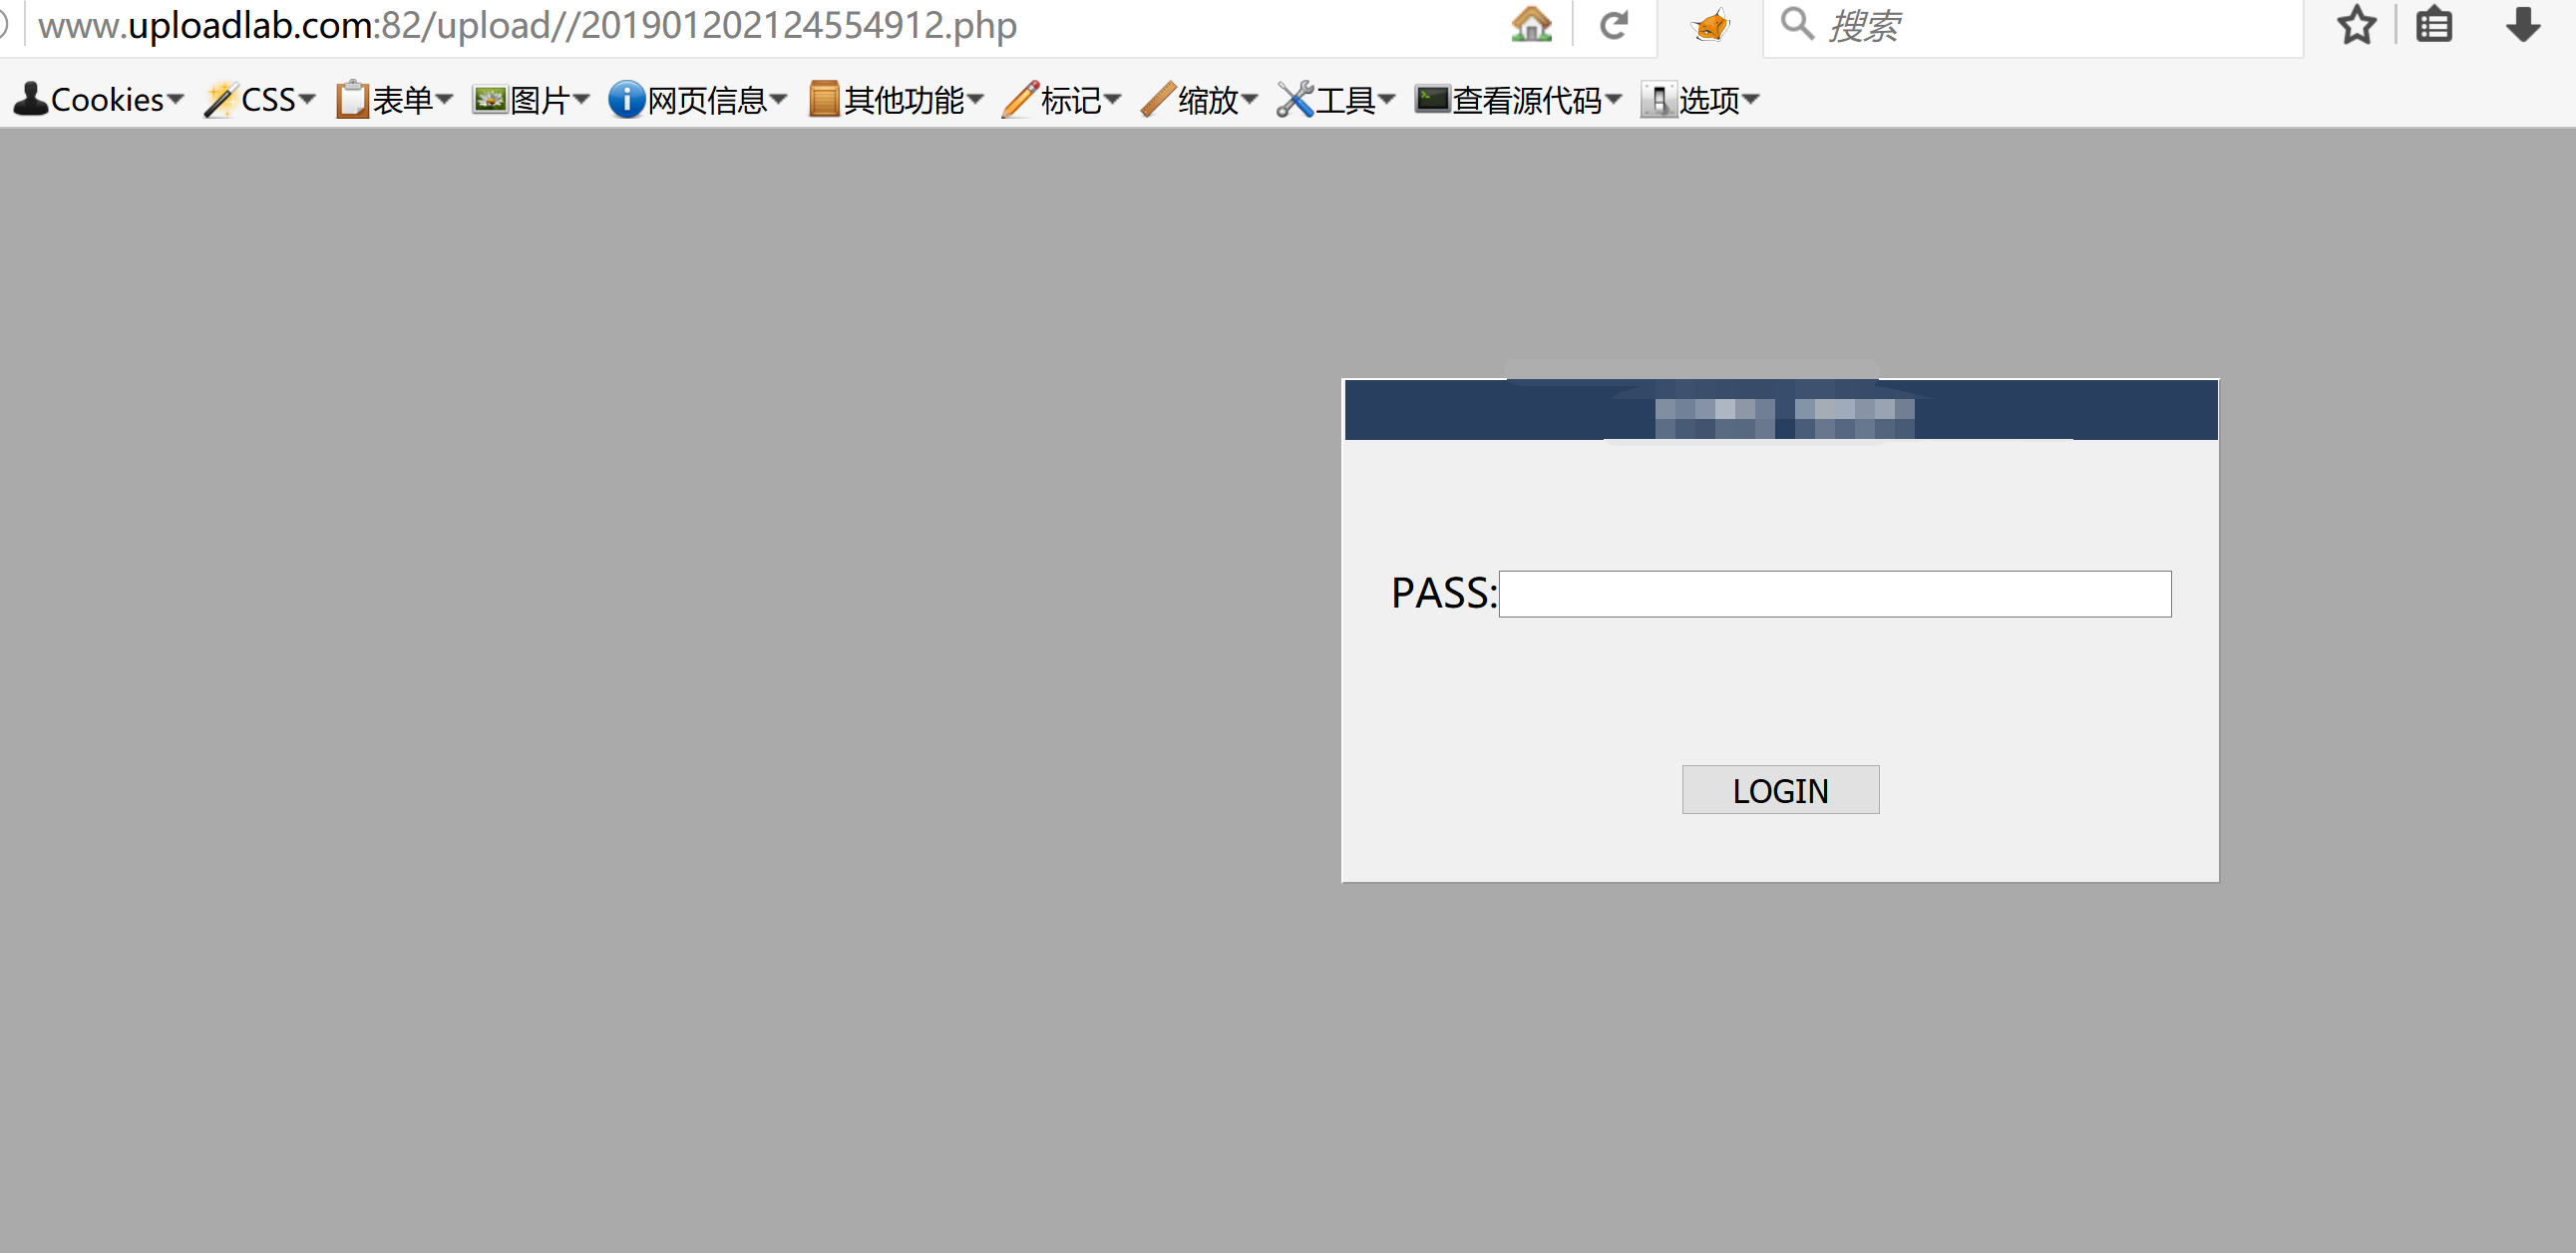 www.uploadlab.com:82/upload//201901202124554912.php 搜索
Cookies CSS 表单 图片 网页信息 其他功能 标记 缩放 工具 查看源代码 选项
PASS:
LOGIN